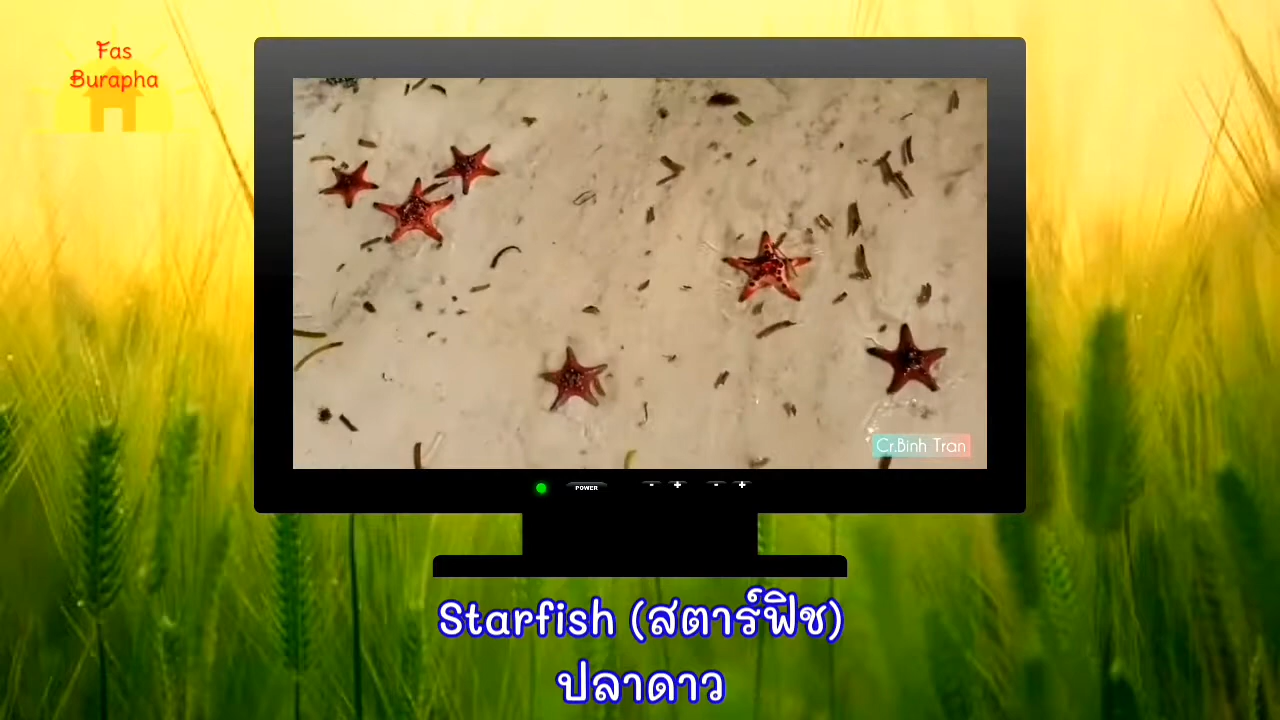 Fas
Burapha
Cr.Binh Tran
POWER
- + - +
Starfish (สตาร์ฟิช)
ปลาดาว